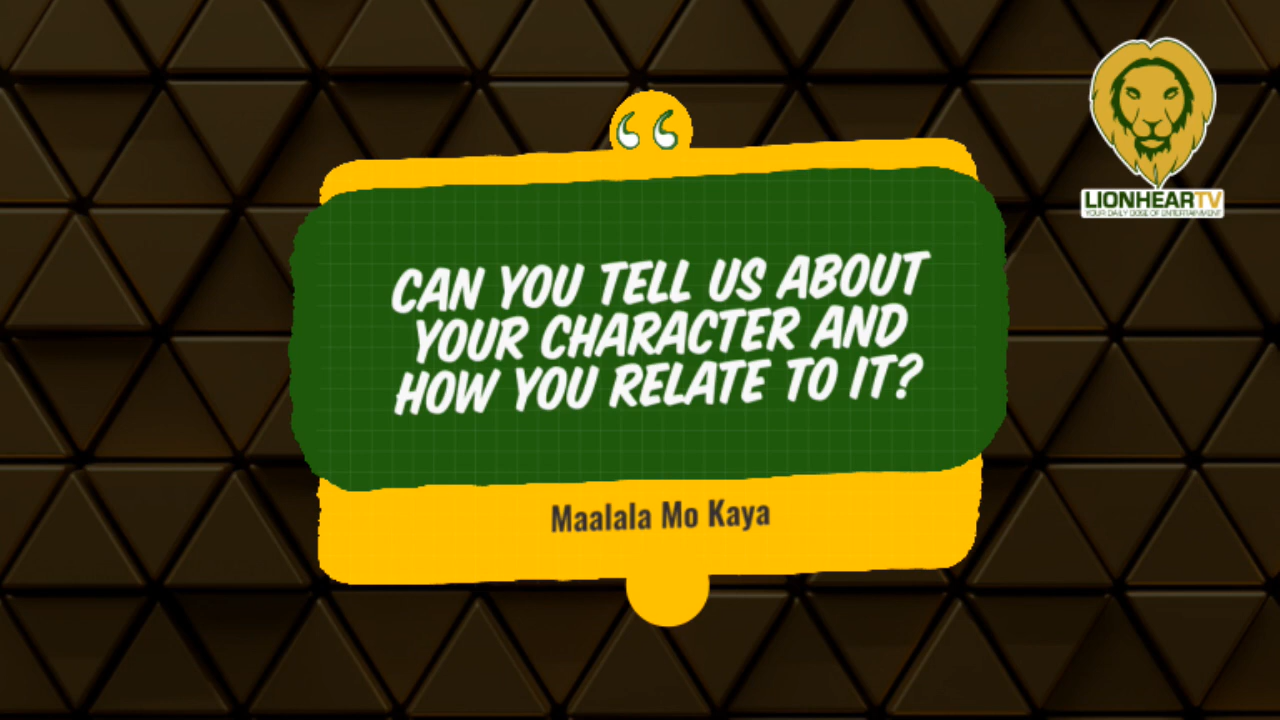 LIONHEARTV
YOUR DAILY DOSE OF ENTERTAINMENT
CAN YOU TELL US ABOUT
YOUR CHARACTER AND
HOW YOU RELATE TO IT?
Maalala Mo Kaya